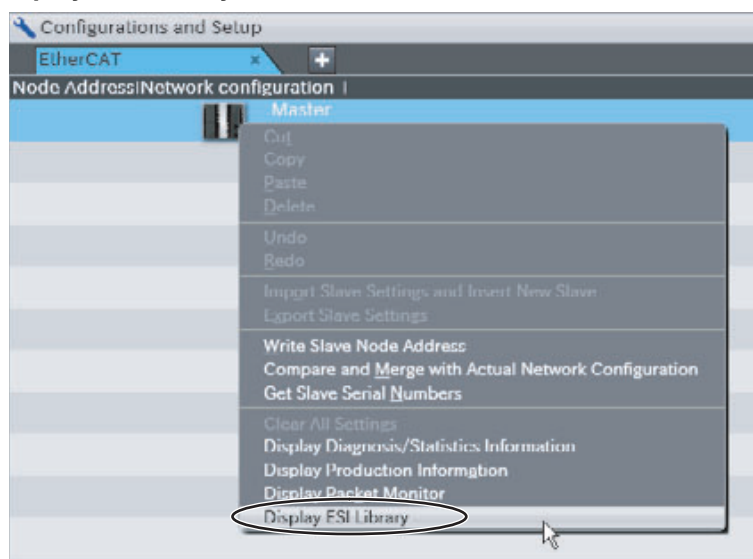 Configurations and Setup
EtherCAT
Node Address|Network configuration |
Master
Cut
Copy
Paste
Delete
Undo
Redo
Import Slave Settings and Insert New Slave
Export Slave Settings
Write Slave Node Address
Compare and Merge with Actual Network Configuration
Get Slave Serial Numbers
Clear All Settings
Display Diagnosis/Statistics Information
Display Production Information
Display Packet Monitor
Display ESI Library